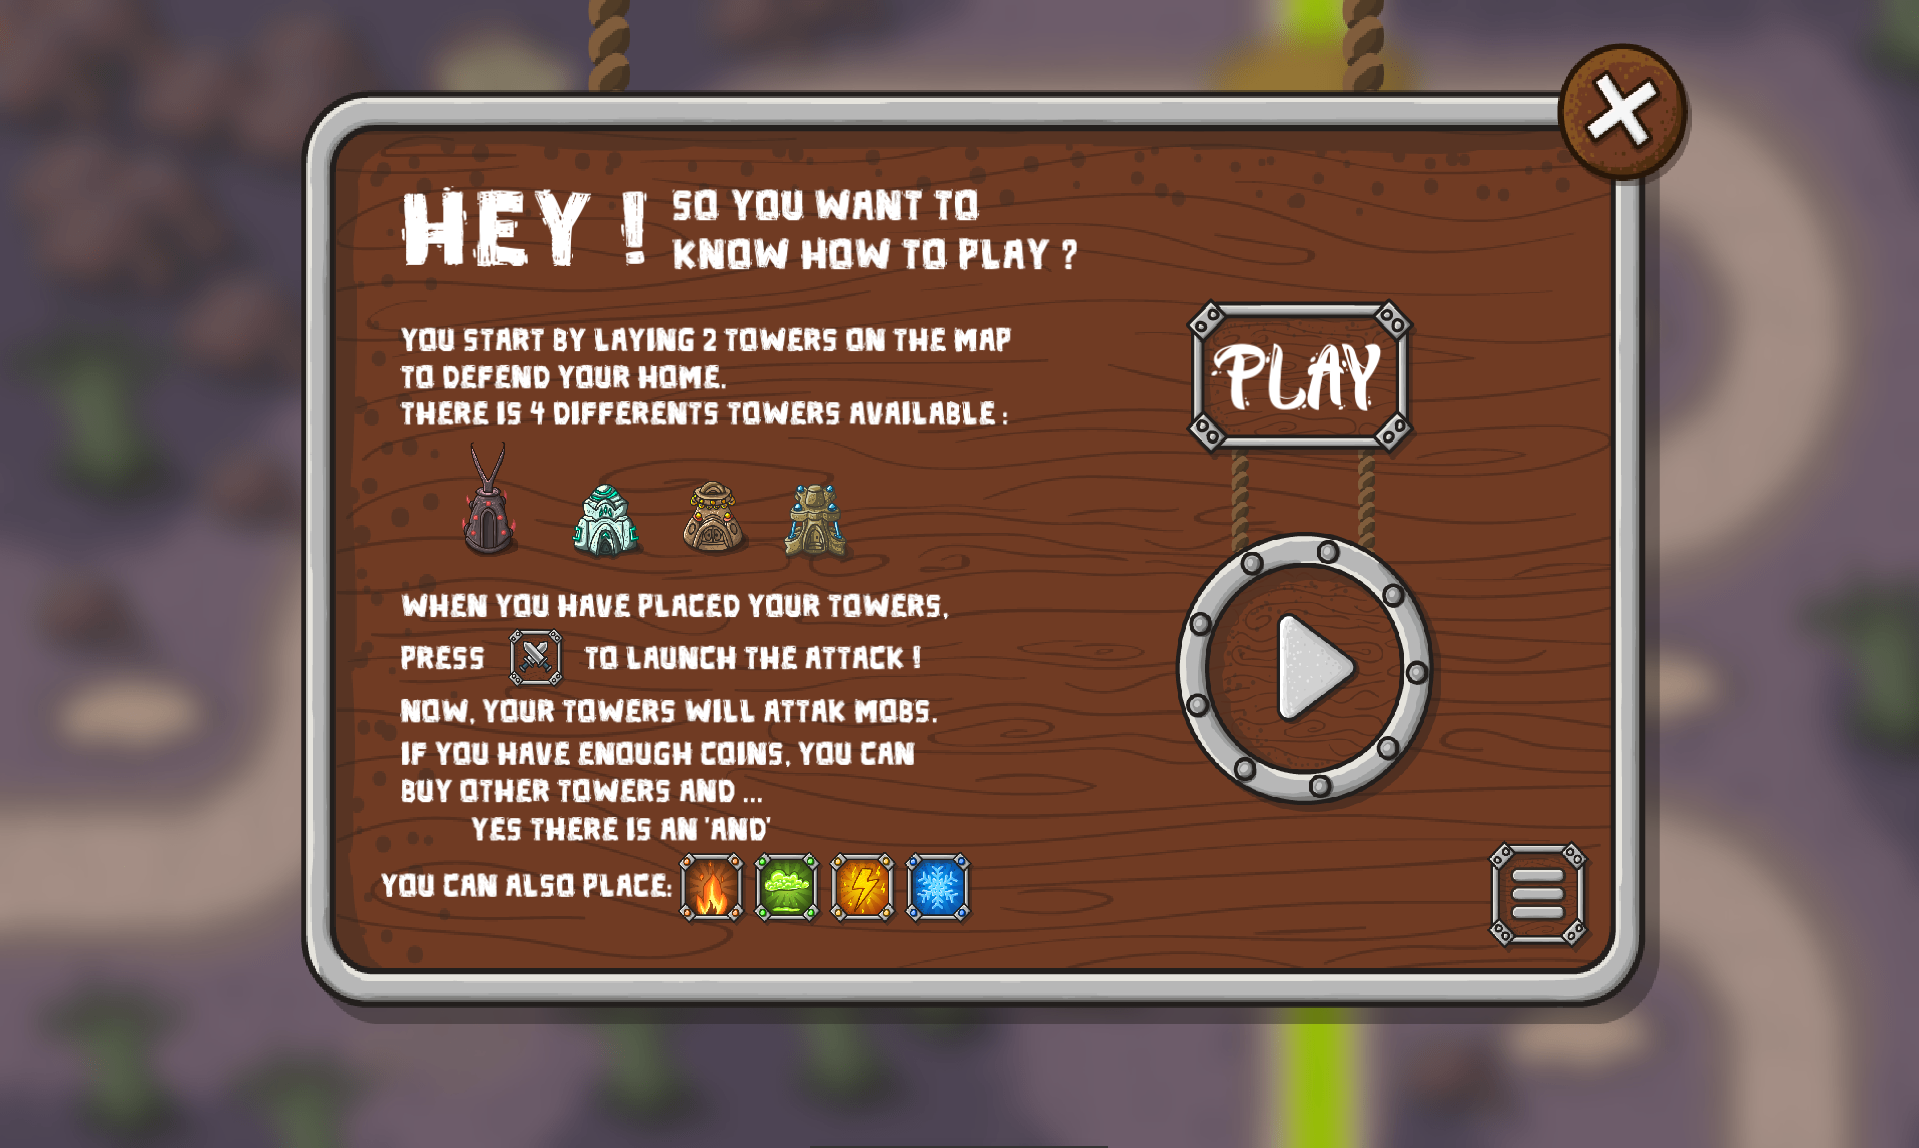 HEY ! SO YOU WANT TO
KNOW HOW TO PLAY ?
YOU START BY LAYING 2 TOWERS ON THE MAP
TO DEFEND YOUR HOME.
THERE IS 4 DIFFERENTS TOWERS AVAILABLE :
WHEN YOU HAVE PLACED YOUR TOWERS,
PRESS TO LAUNCH THE ATTACK !
NOW, YOUR TOWERS WILL ATTAK MOBS.
IF YOU HAVE ENOUGH COINS, YOU CAN
BUY OTHER TOWERS AND ...
YES THERE IS AN 'AND'
YOU CAN ALSO PLACE:
PLAY